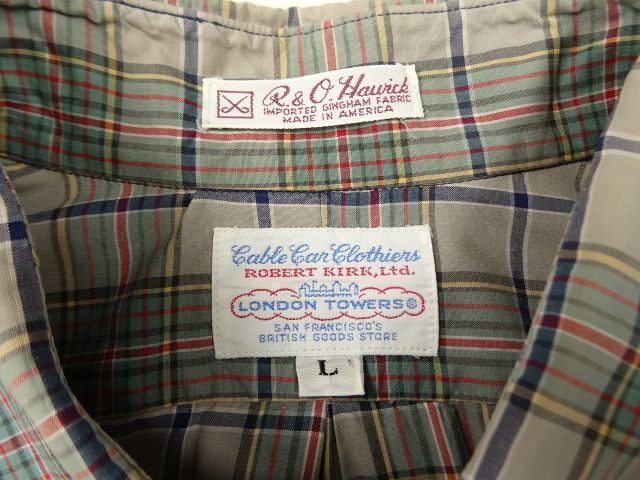 R. & O. Hawick
IMPORTED GINGHAM FABRIC
MADE IN AMERICA
Cable Car Clothiers
ROBERT KIRK, Ltd.
LONDON TOWERS®
SAN FRANCISCO'S
BRITISH GOODS STORE
L